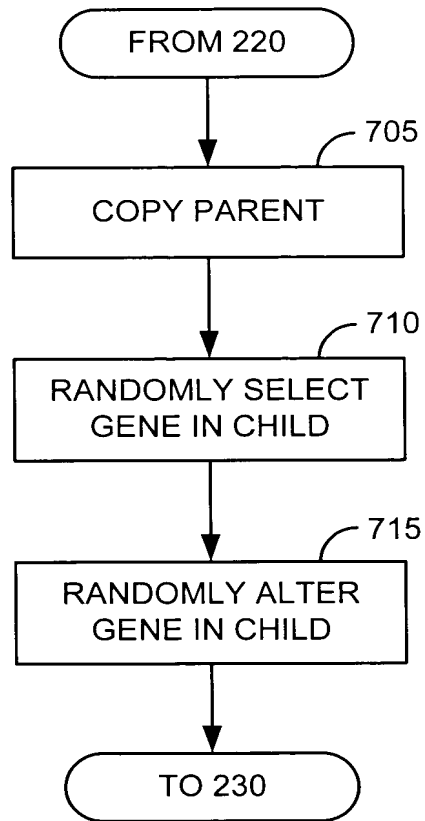 FROM 220
705
COPY PARENT
710
RANDOMLY SELECT
GENE IN CHILD
715
RANDOMLY ALTER
GENE IN CHILD
TO 230